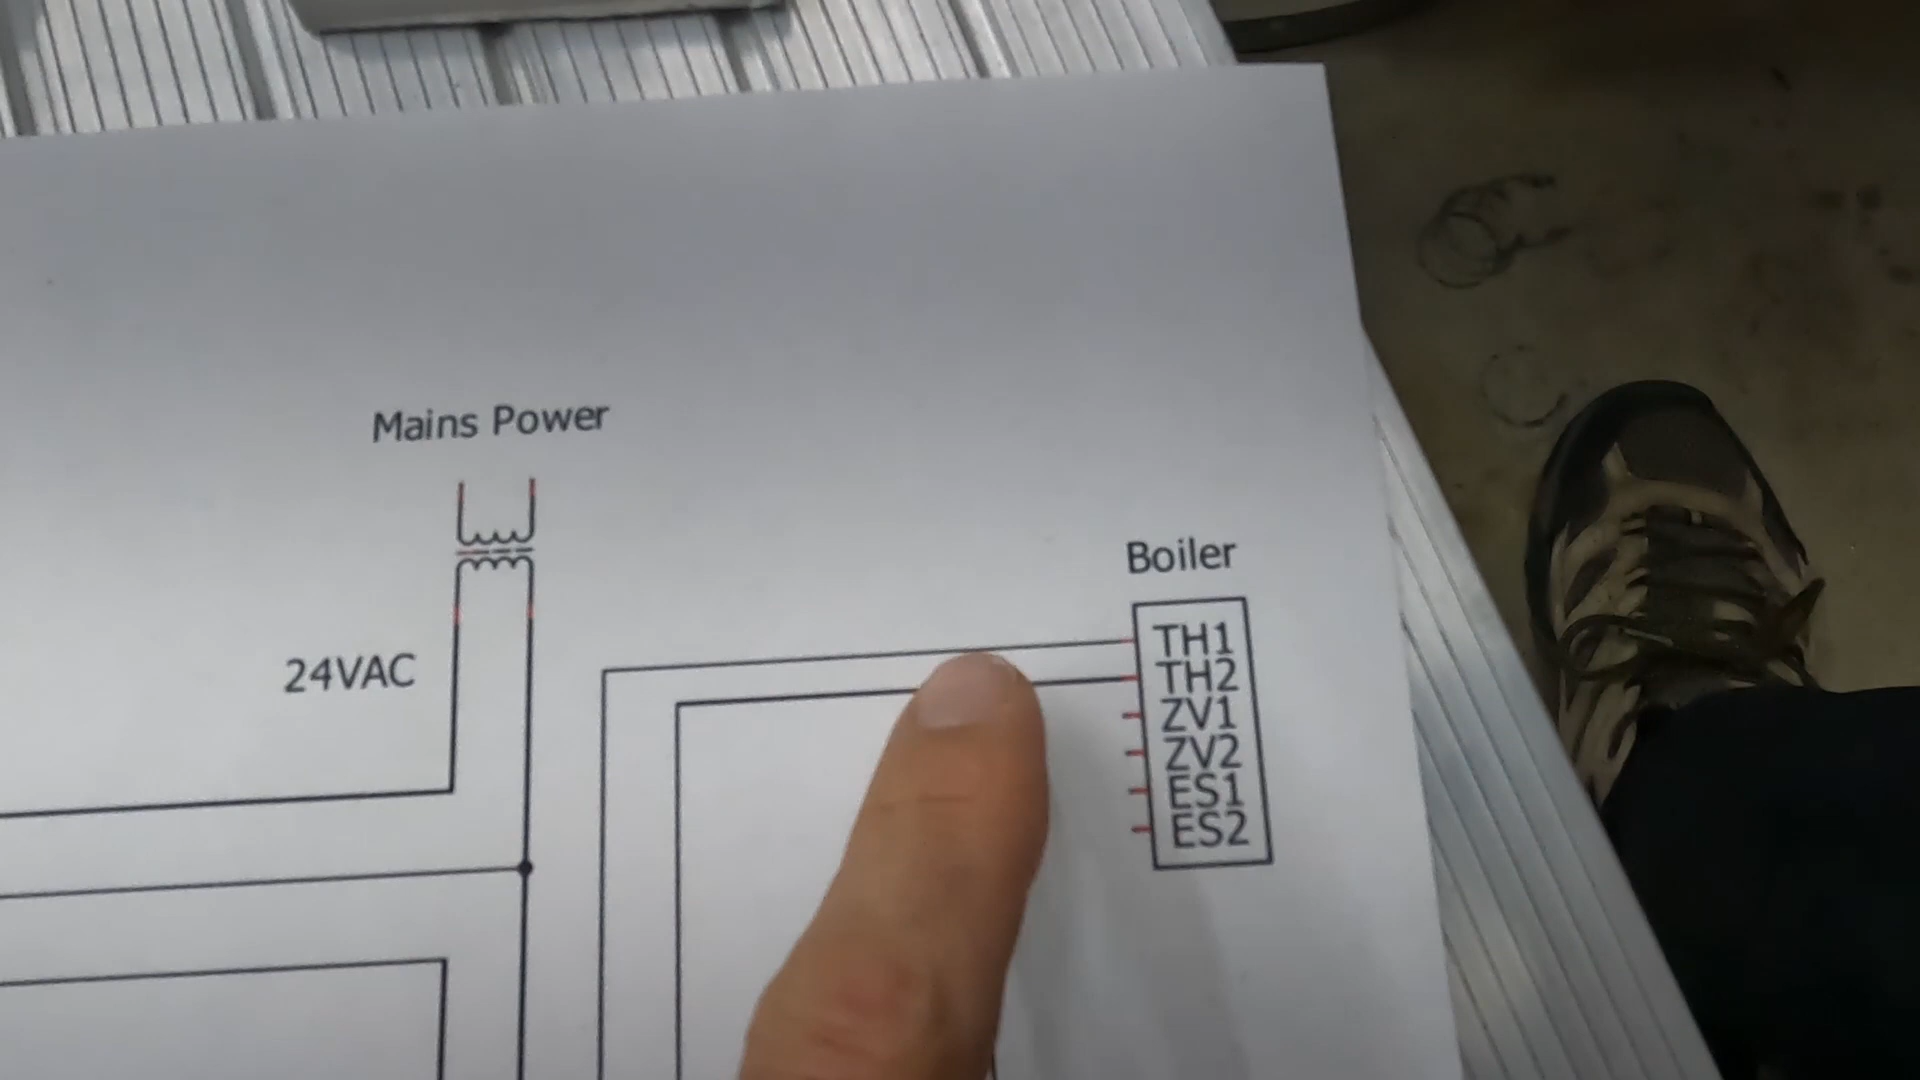 Mains Power
24VAC
Boiler
TH1
TH2
ZV1
ZV2
ES1
ES2